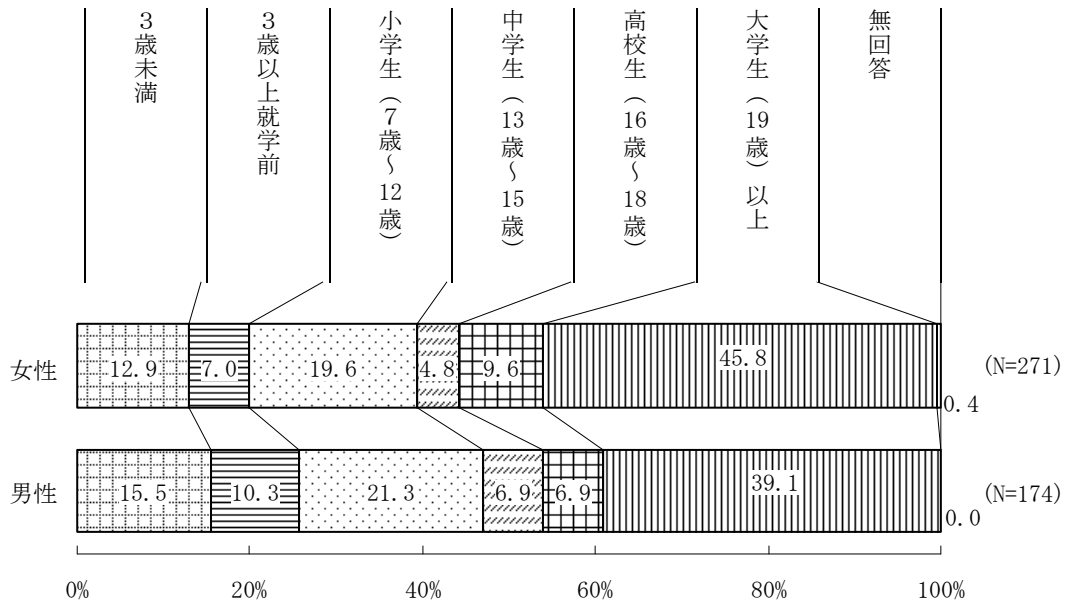 3歳未満
3歳以上就学前
小学生（7歳～12歳）
中学生（13歳～15歳）
高校生（16歳～18歳）
大学生（19歳）以上
無回答
女性 12.9 7.0 19.6 4.8 9.6 45.8 0.4 (N=271)
男性 15.5 10.3 21.3 6.9 6.9 39.1 0.0 (N=174)
0% 20% 40% 60% 80% 100%